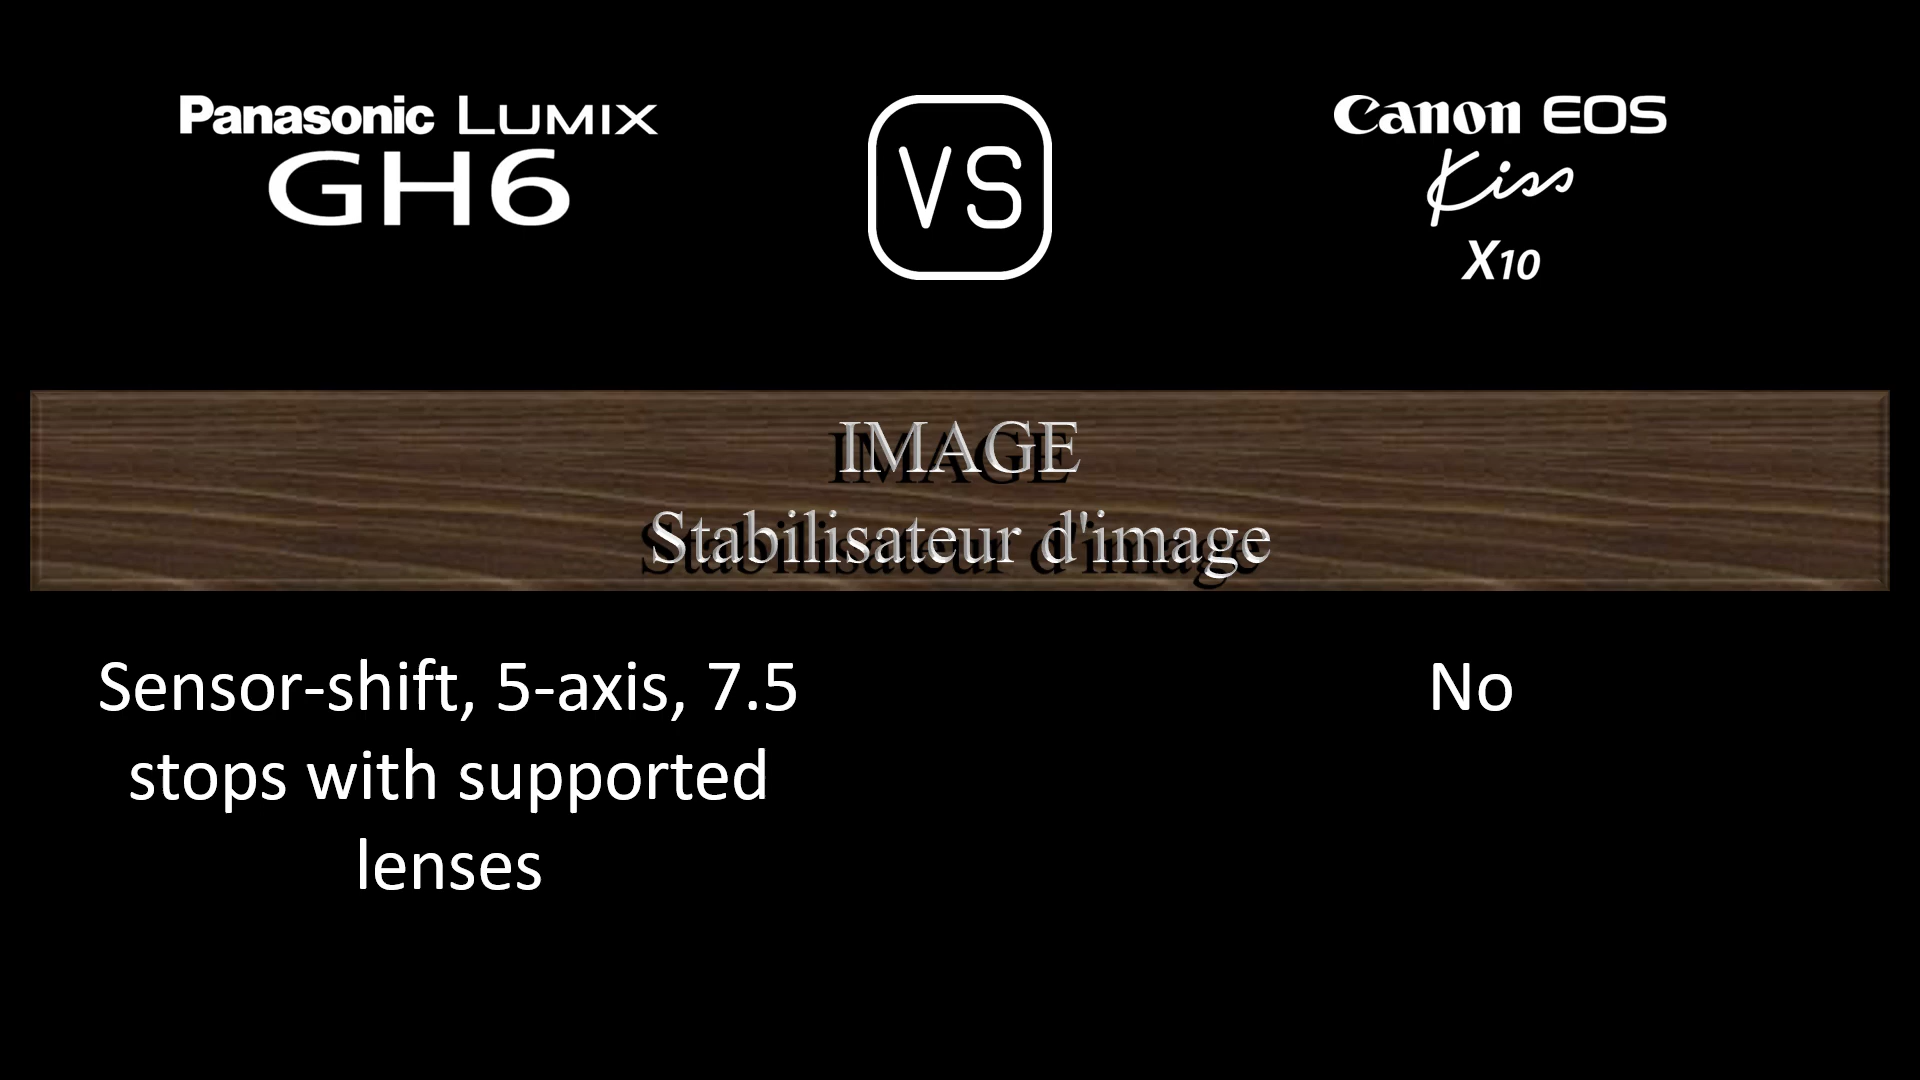 Panasonic LUMIX
GH6
VS
Canon EOS
Kiss
X10
IMAGE
Stabilisateur d'image
Sensor-shift, 5-axis, 7.5
stops with supported
lenses
No